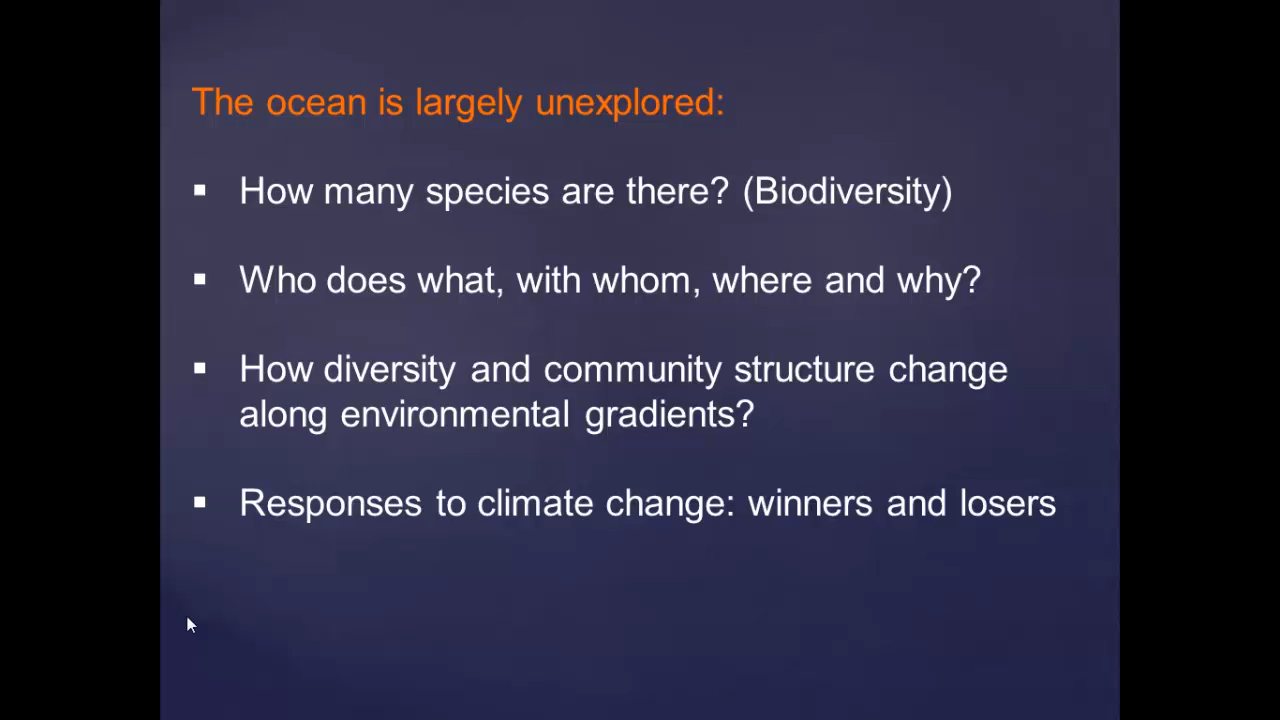 The ocean is largely unexplored:
▪ How many species are there? (Biodiversity)
▪ Who does what, with whom, where and why?
▪ How diversity and community structure change
along environmental gradients?
▪ Responses to climate change: winners and losers